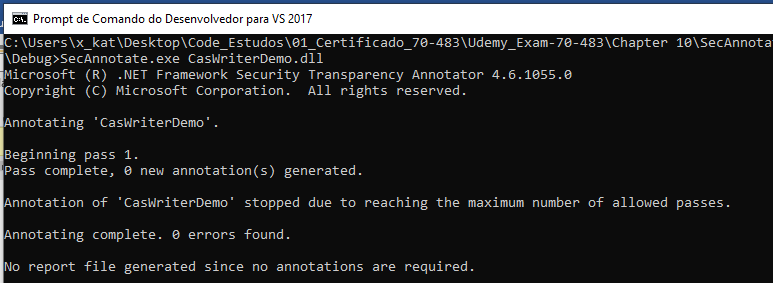 Prompt de Comando do Desenvolvedor para VS 2017
C:\Users\x_kat\Desktop\Code_Estudos\01_Certificado_70-483\Udemy_Exam-70-483\Chapter 10\SecAnnota
\Debug>SecAnnotate.exe CasWriterDemo.dll
Microsoft (R) .NET Framework Security Transparency Annotator 4.6.1055.0
Copyright (C) Microsoft Corporation.  All rights reserved.
Annotating 'CasWriterDemo'.
Beginning pass 1.
Pass complete, 0 new annotation(s) generated.
Annotation of 'CasWriterDemo' stopped due to reaching the maximum number of allowed passes.
Annotating complete. 0 errors found.
No report file generated since no annotations are required.